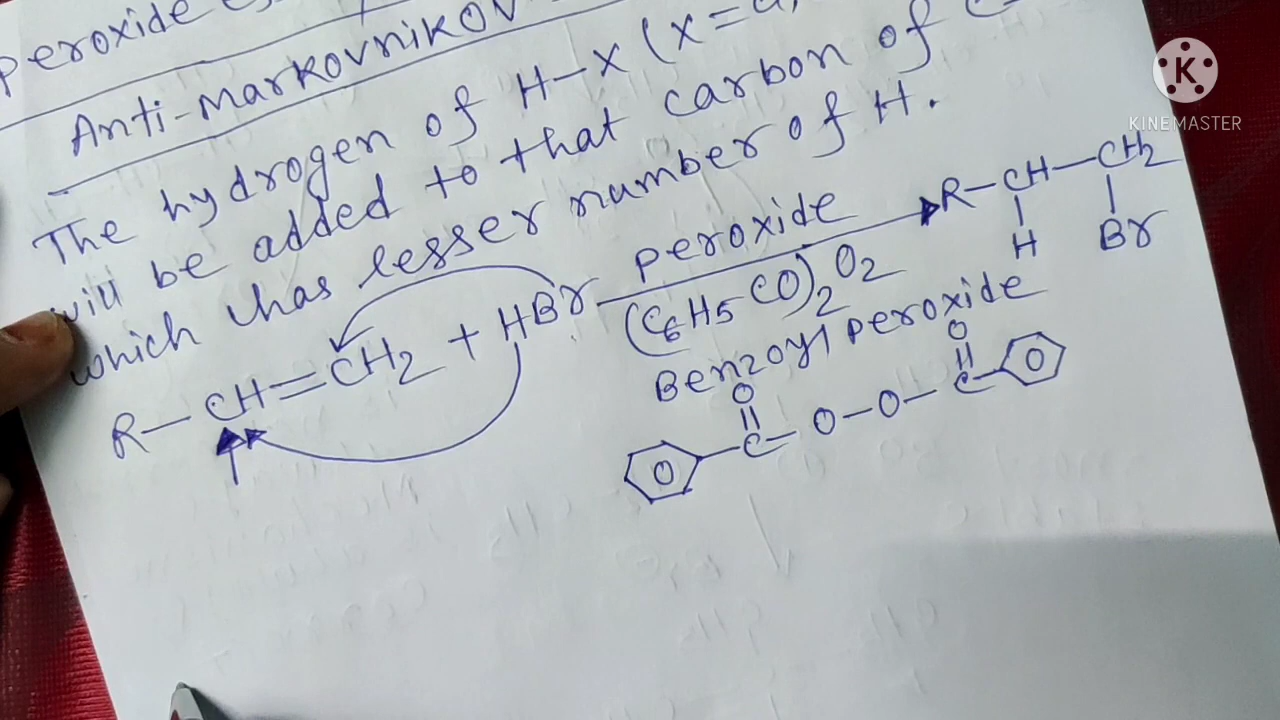 peroxide
Anti-Markovnikov
The hydrogen of H-X (X=
will be added to that carbon of
which has lesser number of H.
R-CH=CH2 + HBr peroxide R-CH-CH2
H Br
(C6H5CO)2O2
Benzoyl peroxide
O O
C-O-O-C
O O
K
KINEMASTER